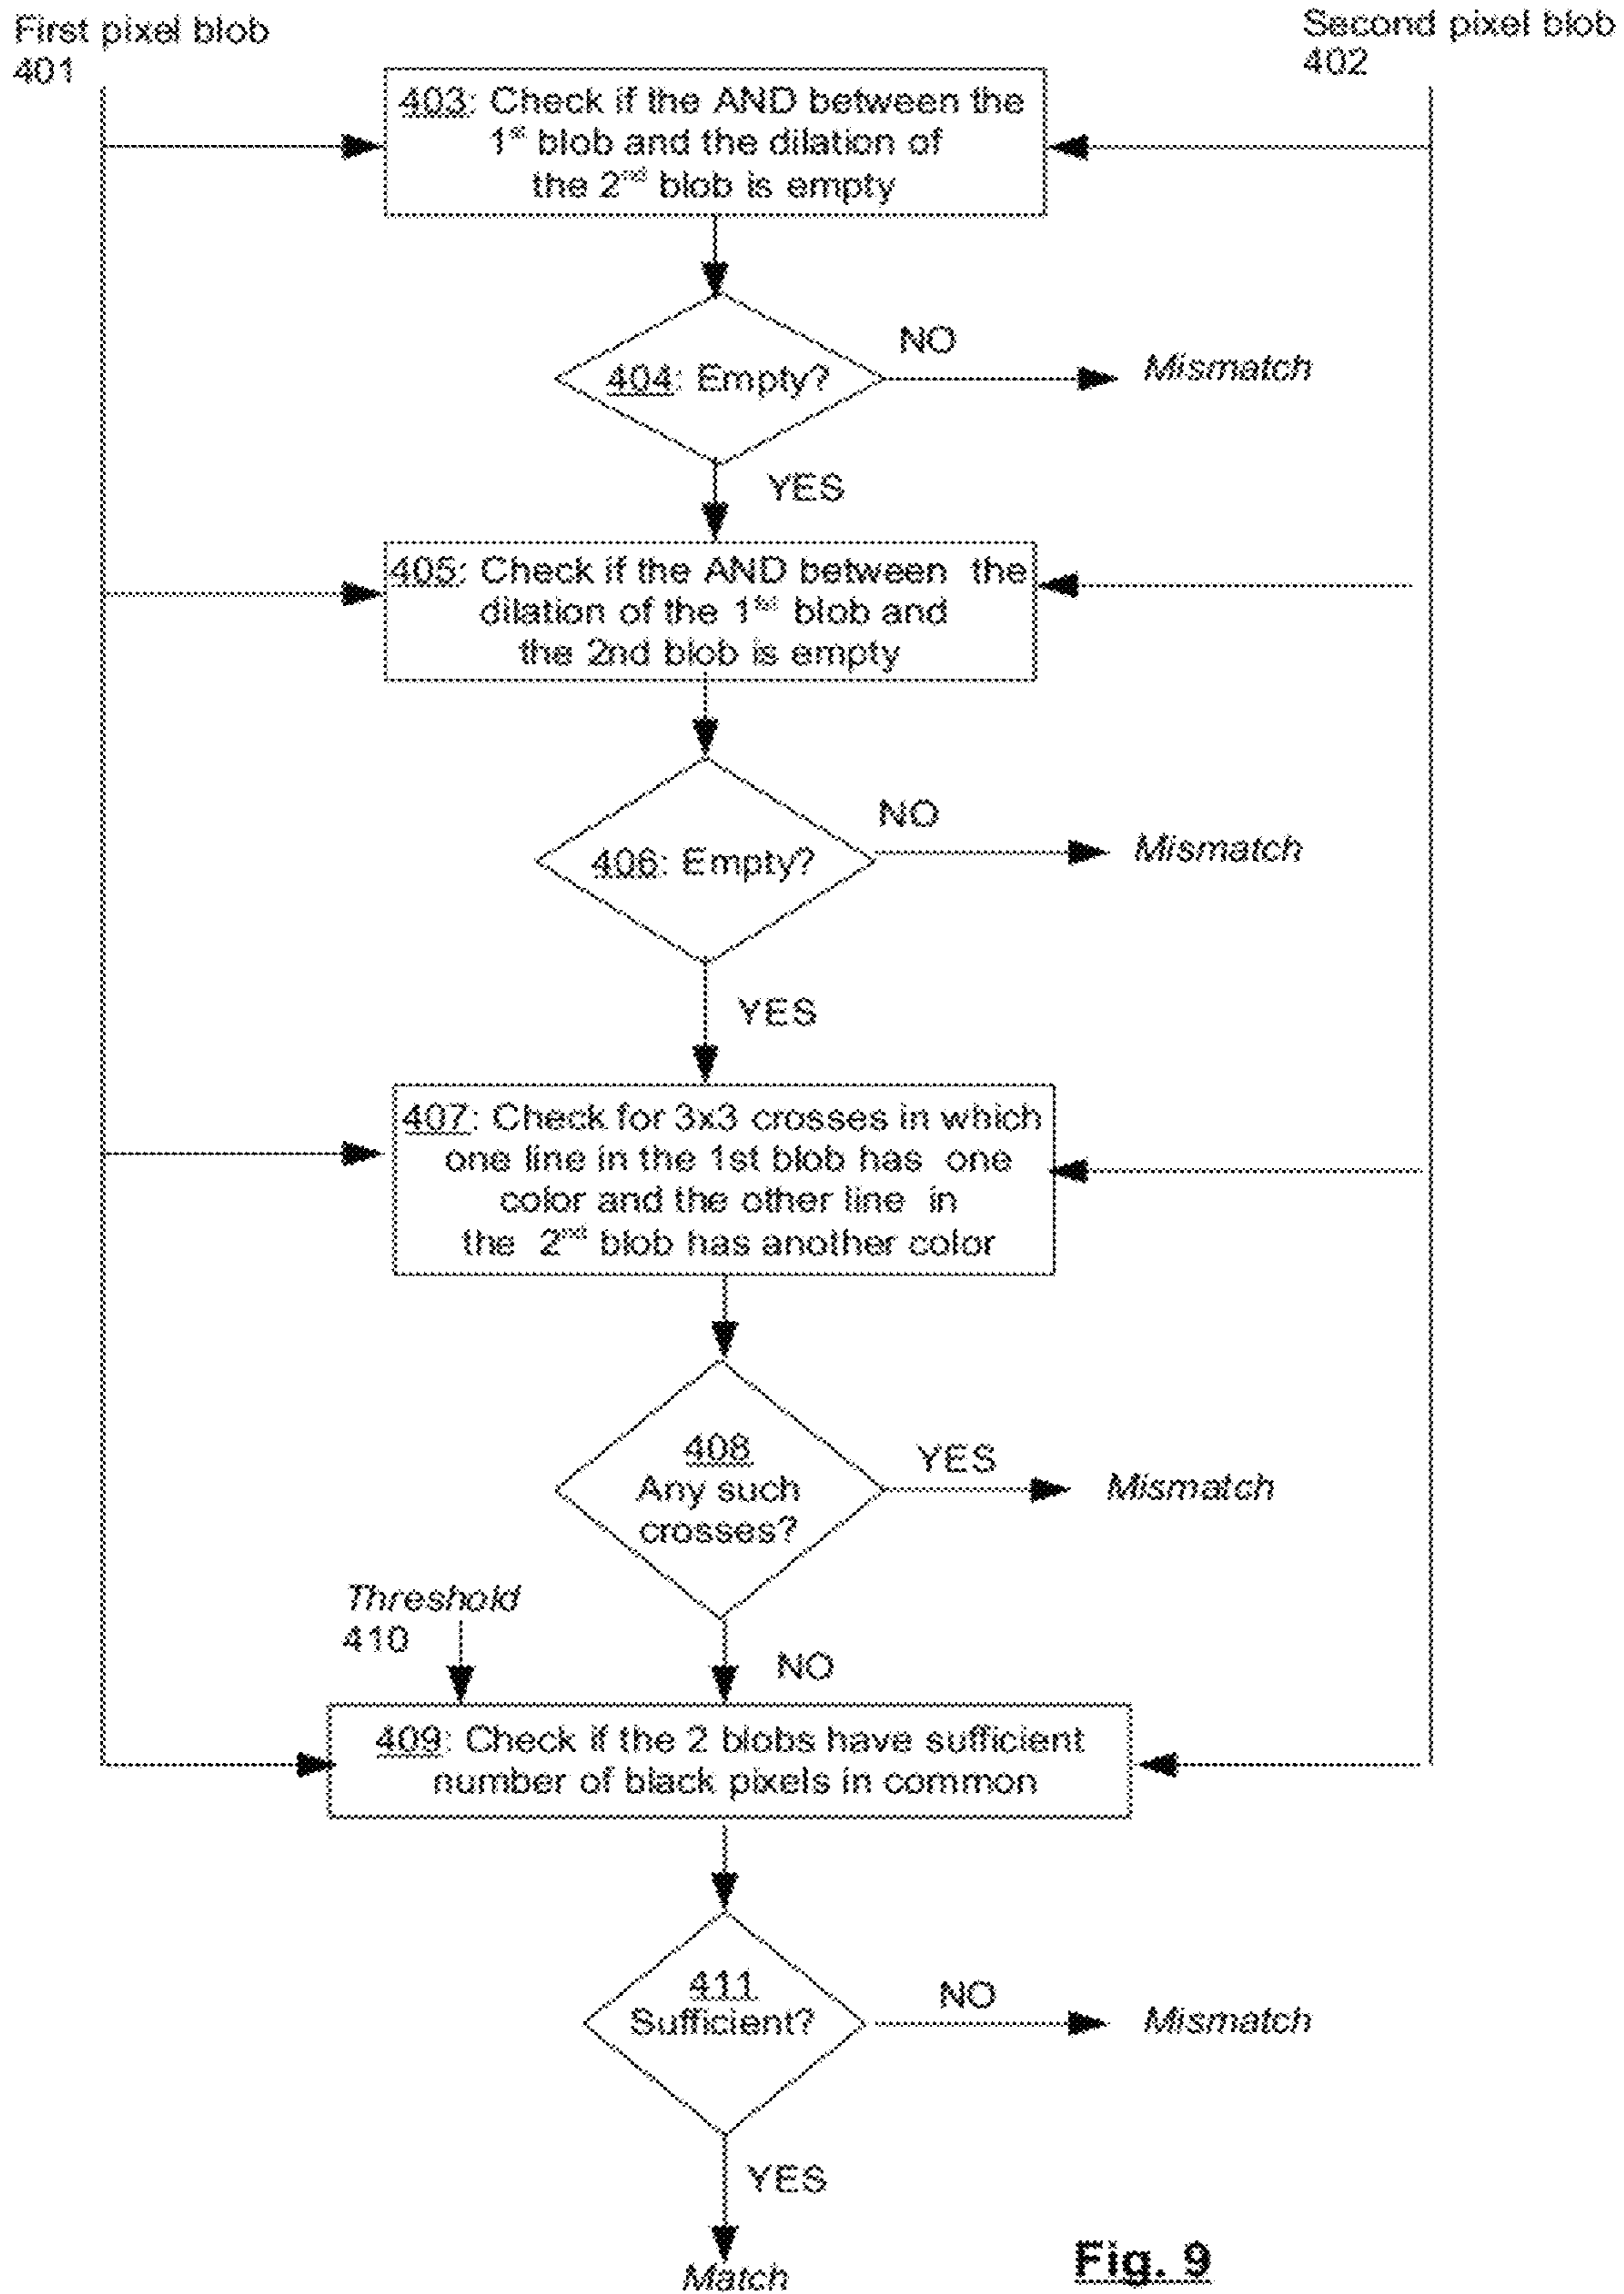 First pixel blob
401
Second pixel blob
402
403: Check if the AND between the
1st blob and the dilation of
the 2nd blob is empty
NO
404: Empty?
Mismatch
YES
405: Check if the AND between the
dilation of the 1st blob and
the 2nd blob is empty
NO
406: Empty?
Mismatch
YES
407: Check for 3x3 crosses in which
one line in the 1st blob has one
color and the other line in
the 2nd blob has another color
408
Any such
crosses?
YES
Mismatch
Threshold
410
NO
409: Check if the 2 blobs have sufficient
number of black pixels in common
411
Sufficient?
NO
Mismatch
YES
Match
Fig. 9